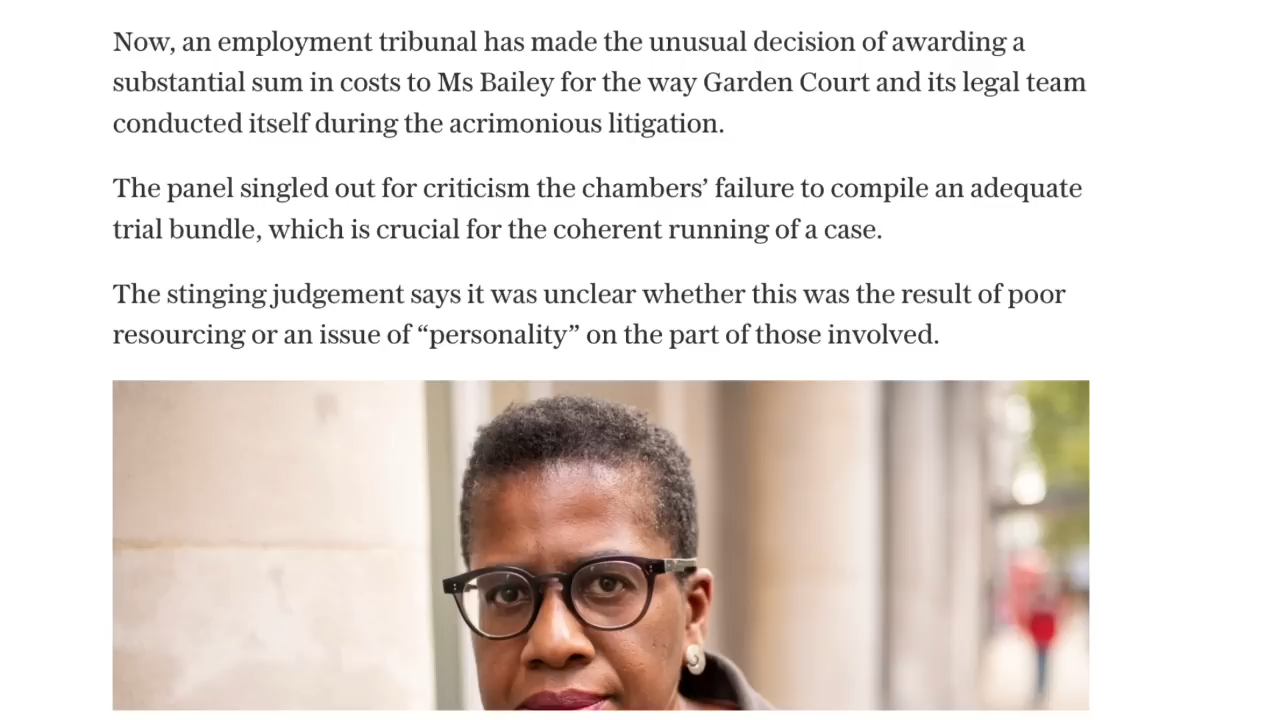 Now, an employment tribunal has made the unusual decision of awarding a
substantial sum in costs to Ms Bailey for the way Garden Court and its legal team
conducted itself during the acrimonious litigation.
The panel singled out for criticism the chambers’ failure to compile an adequate
trial bundle, which is crucial for the coherent running of a case.
The stinging judgement says it was unclear whether this was the result of poor
resourcing or an issue of “personality” on the part of those involved.